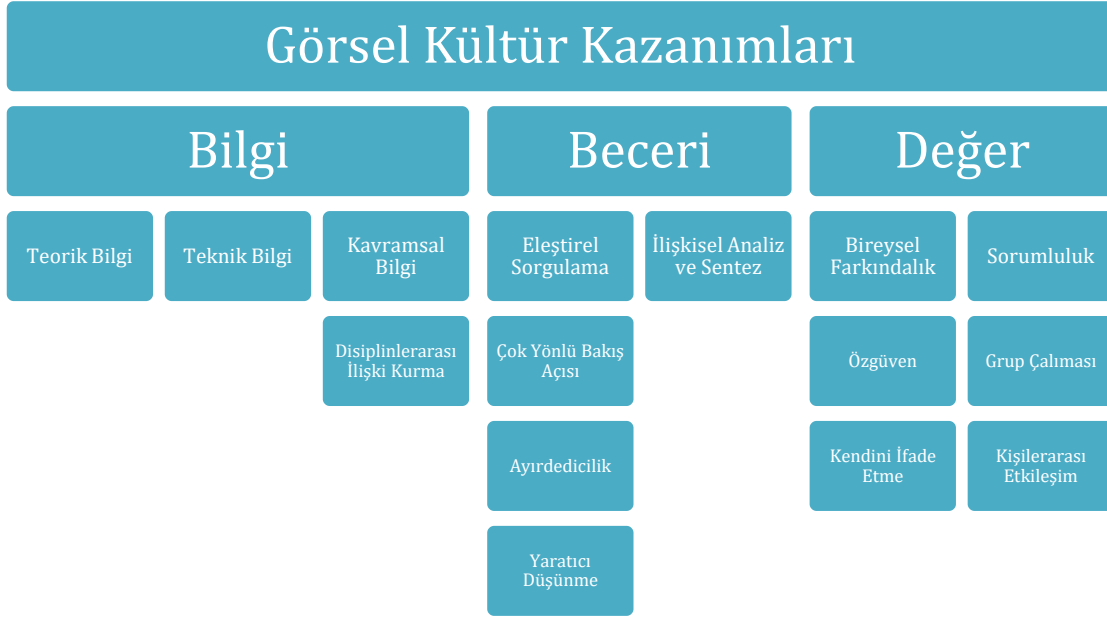 Görsel Kültür Kazanımları
Bilgi
Beceri
Değer
Teorik Bilgi
Teknik Bilgi
Kavramsal
Bilgi
Eleştirel
Sorgulama
İlişkisel Analiz
ve Sentez
Bireysel
Farkındalık
Sorumluluk
Disiplinlerarası
İlişki Kurma
Çok Yönlü Bakış
Açısı
Özgüven
Grup Çalıması
Ayırdedicilik
Kendini İfade
Etme
Kişilerarası
Etkileşim
Yaratıcı
Düşünme